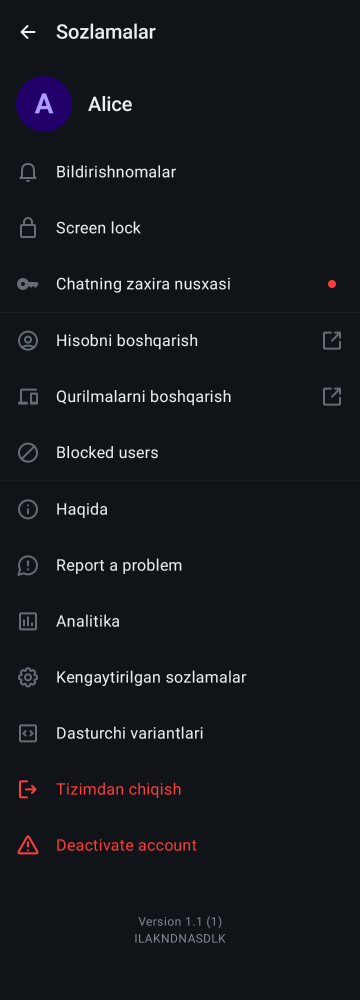 Sozlamalar
A
Alice
Bildirishnomalar
Screen lock
Chatning zaxira nusxasi
Hisobni boshqarish
Qurilmalarni boshqarish
Blocked users
Haqida
Report a problem
Analitika
Kengaytirilgan sozlamalar
Dasturchi variantlari
Tizimdan chiqish
Deactivate account
Version 1.1 (1)
ILAKNDNASDLK